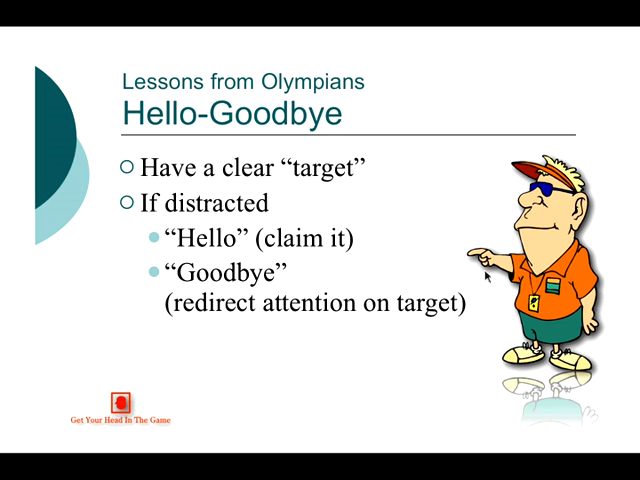 Lessons from Olympians
Hello-Goodbye
Have a clear “target”
If distracted
“Hello” (claim it)
“Goodbye”
(redirect attention on target)
Get Your Head In The Game